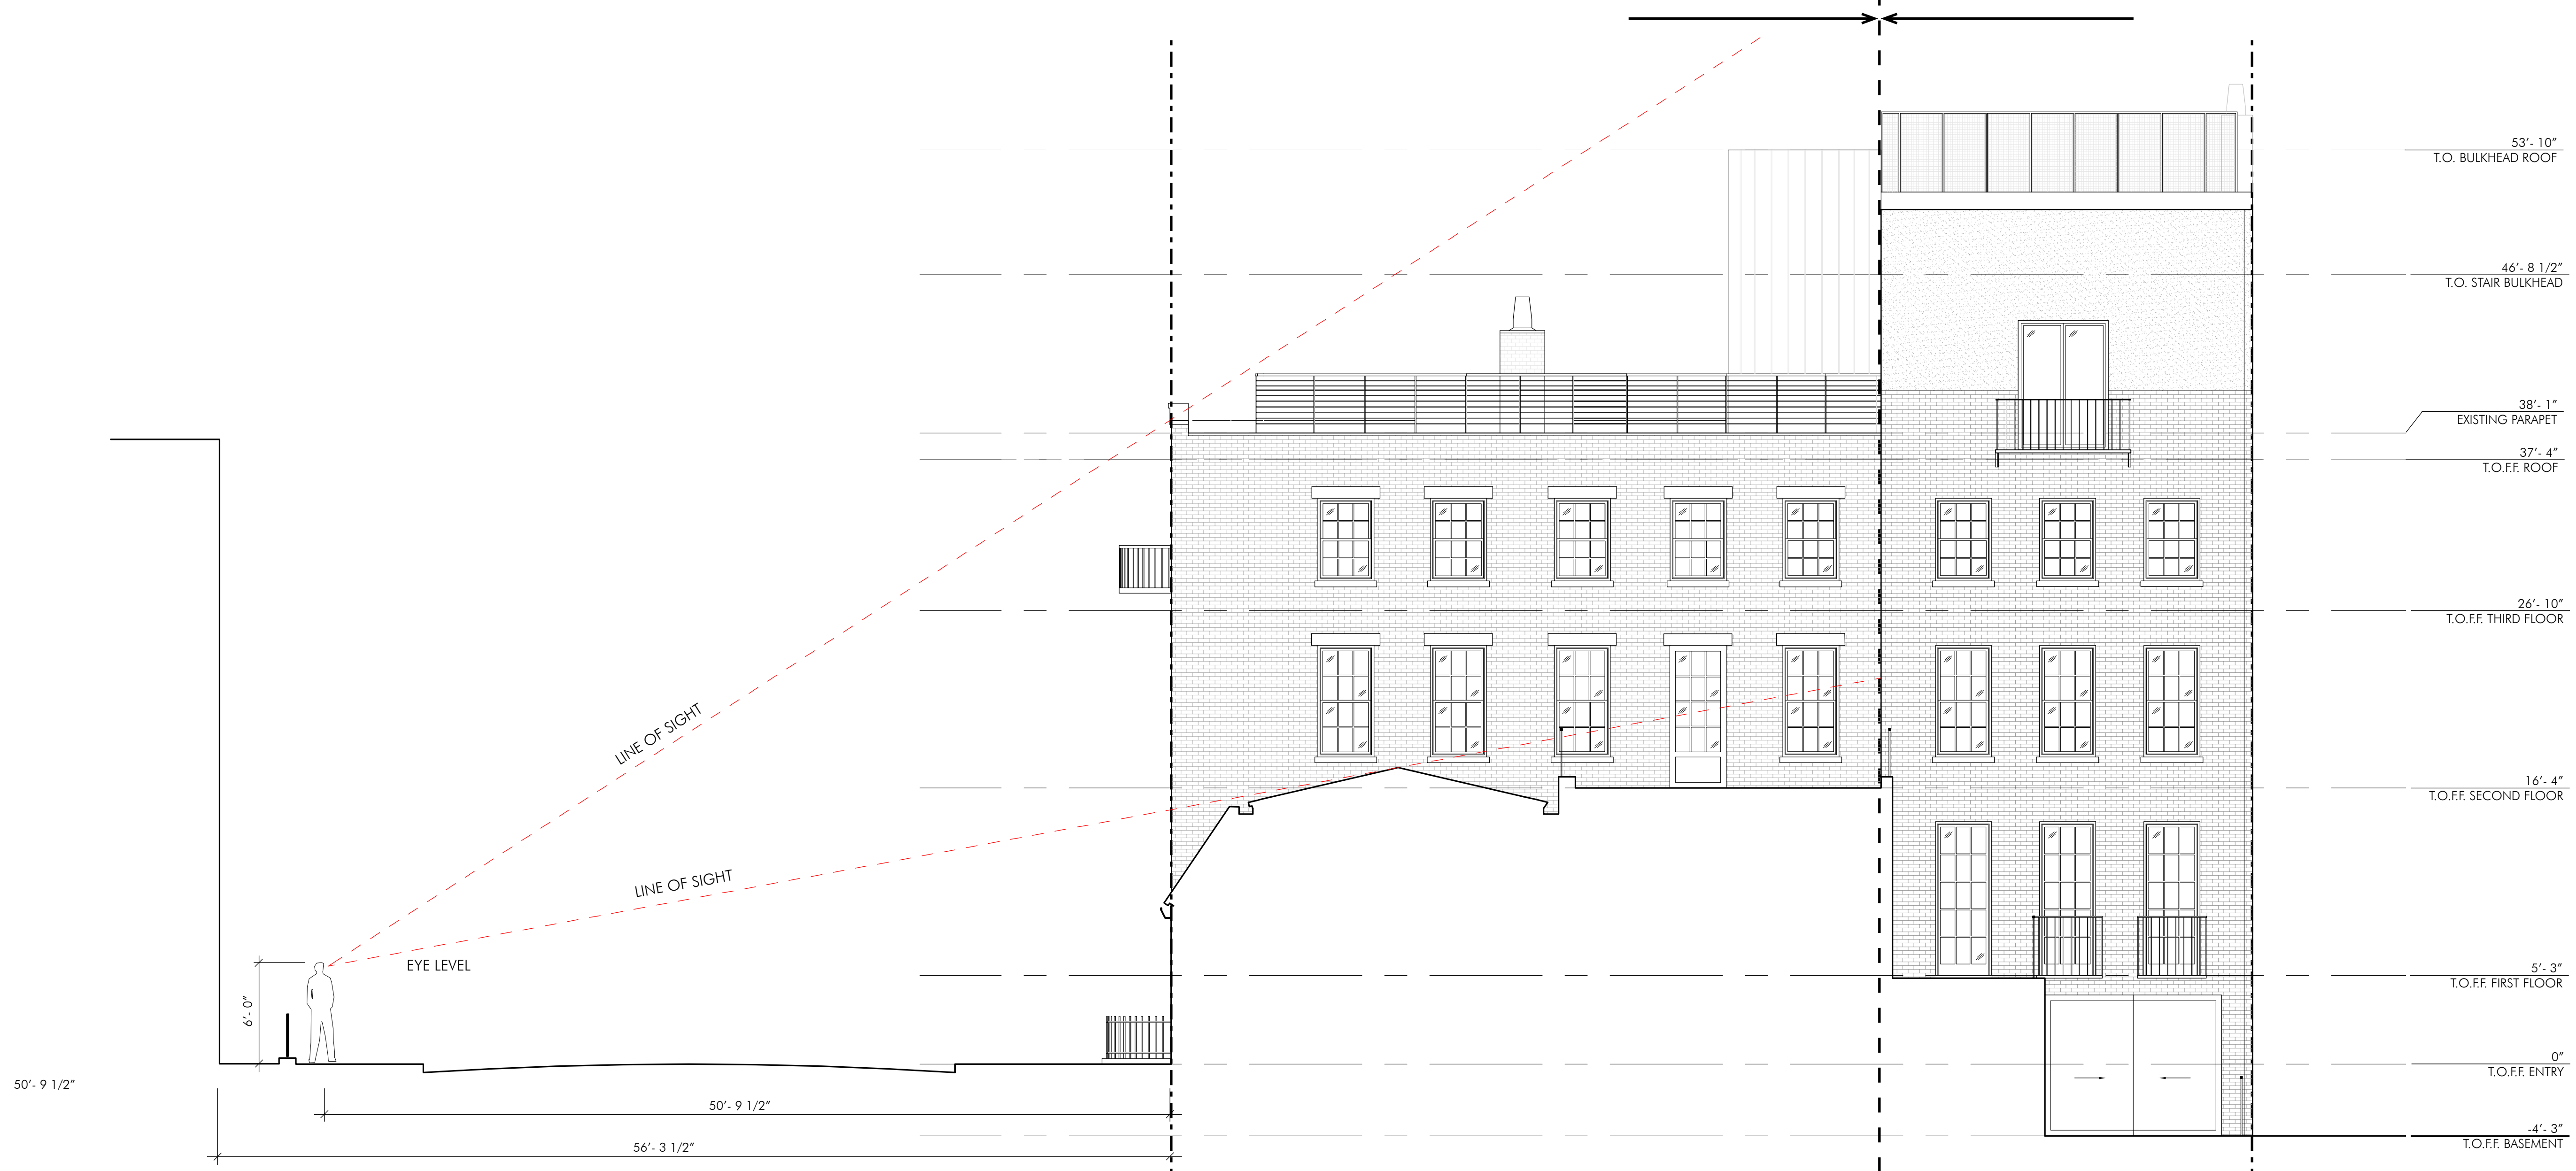 53'- 10"
T.O. BULKHEAD ROOF
46'- 8 1/2"
T.O. STAIR BULKHEAD
38'- 1"
EXISTING PARAPET
37'- 4"
T.O.F.F. ROOF
26'- 10"
T.O.F.F. THIRD FLOOR
LINE OF SIGHT
16'- 4"
T.O.F.F. SECOND FLOOR
LINE OF SIGHT
EYE LEVEL
5'- 3"
T.O.F.F. FIRST FLOOR
6'- 0"
0"
T.O.F.F. ENTRY
50'- 9 1/2"
50'- 9 1/2"
-4'- 3"
T.O.F.F. BASEMENT
56'- 3 1/2"